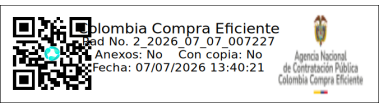 Colombia Compra Eficiente
Rad No. 2_2026_07_07_007227
Anexos: No Con copia: No
Fecha: 07/07/2026 13:40:21
Agencia Nacional
de Contratación Pública
Colombia Compra Eficiente